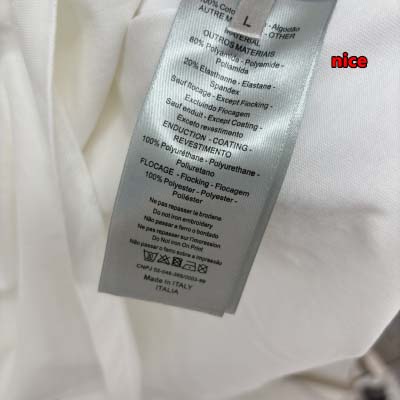 100% Coton - Algodão
AUTRE M - OTHER
MATERIAL
OUTROS MATERIAIS
80% Polyamide - Polyamide -
Poliamida
20% Elasthanne - Elastane -
Spandex
Sauf flocage - Except Flocking -
Excluindo Flocagem
Sauf enduit - Except Coating -
Exceto revestimento
ENDUCTION - COATING -
REVESTIMENTO
100% Polyuréthane - Polyurethane -
Poliuretano
FLOCAGE - Flocking - Flocagem
100% Polyester - Polyester -
Poliéster
Ne pas repasser la broderie
Do not iron embroidery
Não passar a ferro o bordado
Ne pas repasser sur l'impression
Do not Iron on Print
Não passar a ferro sobre a impressão
CNPJ
Made in ITALY
ITALIA
L
nice